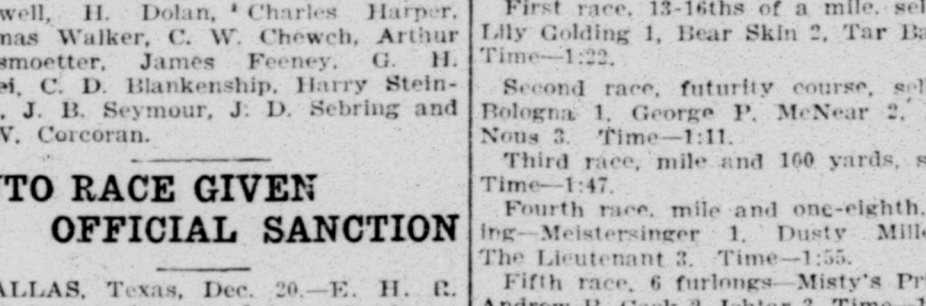 well, H. Dolan, Charles Harper,
mas Walker, C. W. Chewch, Arthur
smoetter, James Feeney, G. H.
ei, C. D. Blankenship, Harry Stein-
, J. B. Seymour, J. D. Sebring and
W. Corcoran.
TO RACE GIVEN
OFFICIAL SANCTION
ALLAS, Texas, Dec. 20.—E. H. R.
First race, 13-16ths of a mile, sel
Lily Golding 1, Bear Skin 2, Tar Ba
Time—1:22.
Second race, futurity course, sel
Bologna 1, George P. McNear 2,
Nous 3. Time—1:11.
Third race, mile and 100 yards, s
Time—1:47.
Fourth race, mile and one-eighth,
ing—Meistersinger 1, Dusty Mill
The Lieutenant 3. Time—1:55.
Fifth race, 6 furlongs—Misty's Pr